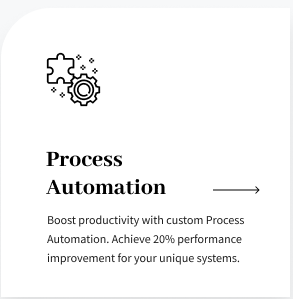 Process
Automation
Boost productivity with custom Process
Automation. Achieve 20% performance
improvement for your unique systems.